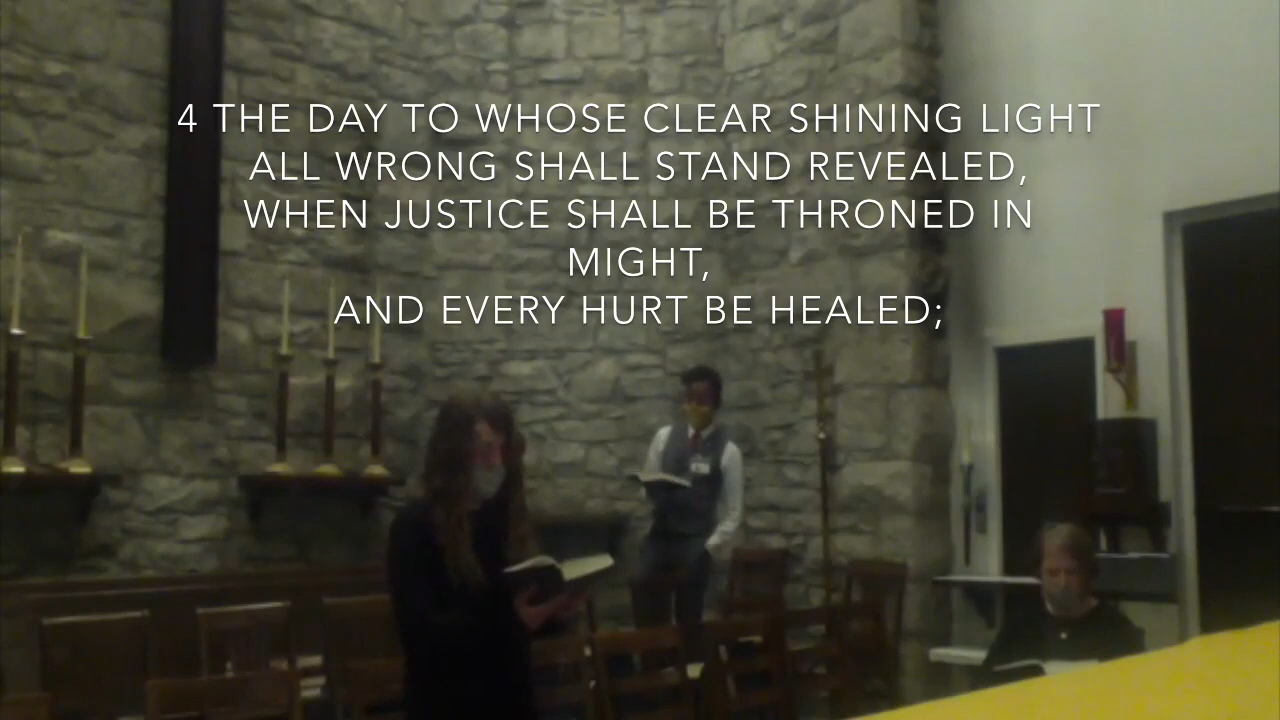 4 THE DAY TO WHOSE CLEAR SHINING LIGHT
ALL WRONG SHALL STAND REVEALED,
WHEN JUSTICE SHALL BE THRONED IN
MIGHT,
AND EVERY HURT BE HEALED;